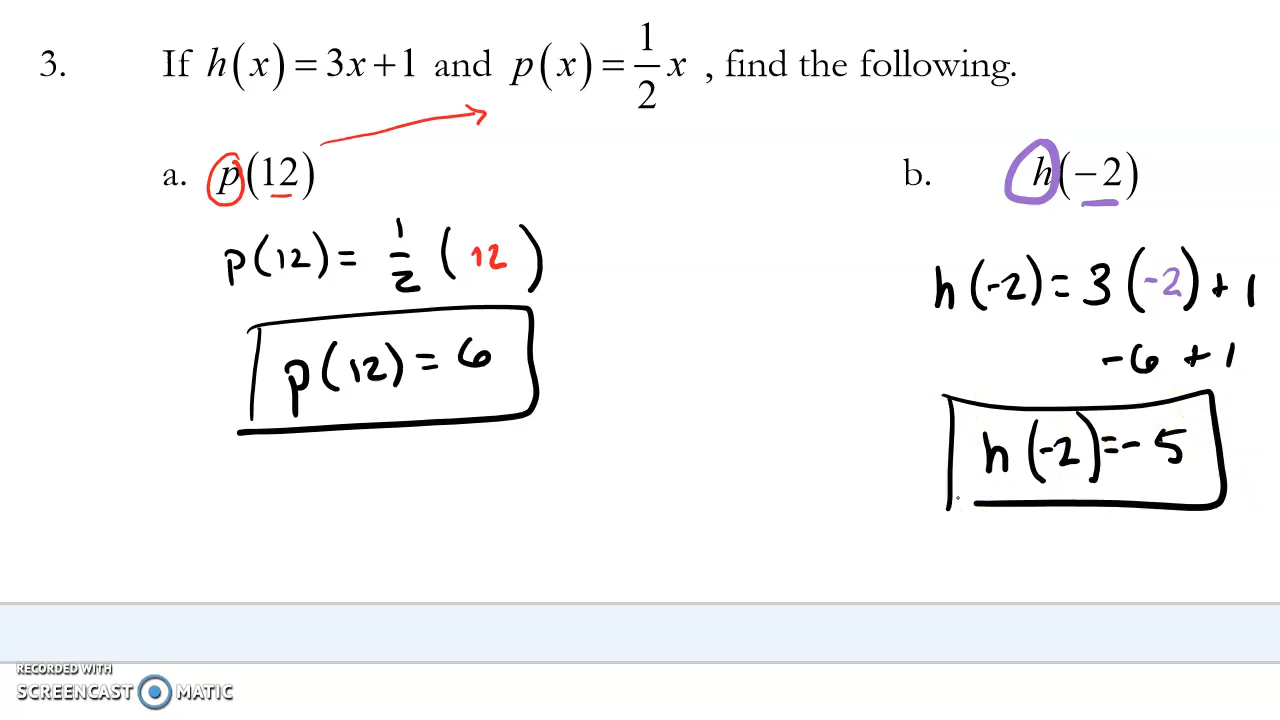 3. If h(x) = 3x + 1 and p(x) = 1/2 x , find the following.
a. p(12)
p(12) = 1/2 (12)
p(12) = 6
b. h(-2)
h(-2) = 3(-2) + 1
-6 + 1
h(-2) = -5
RECORDED WITH
SCREENCAST MATIC